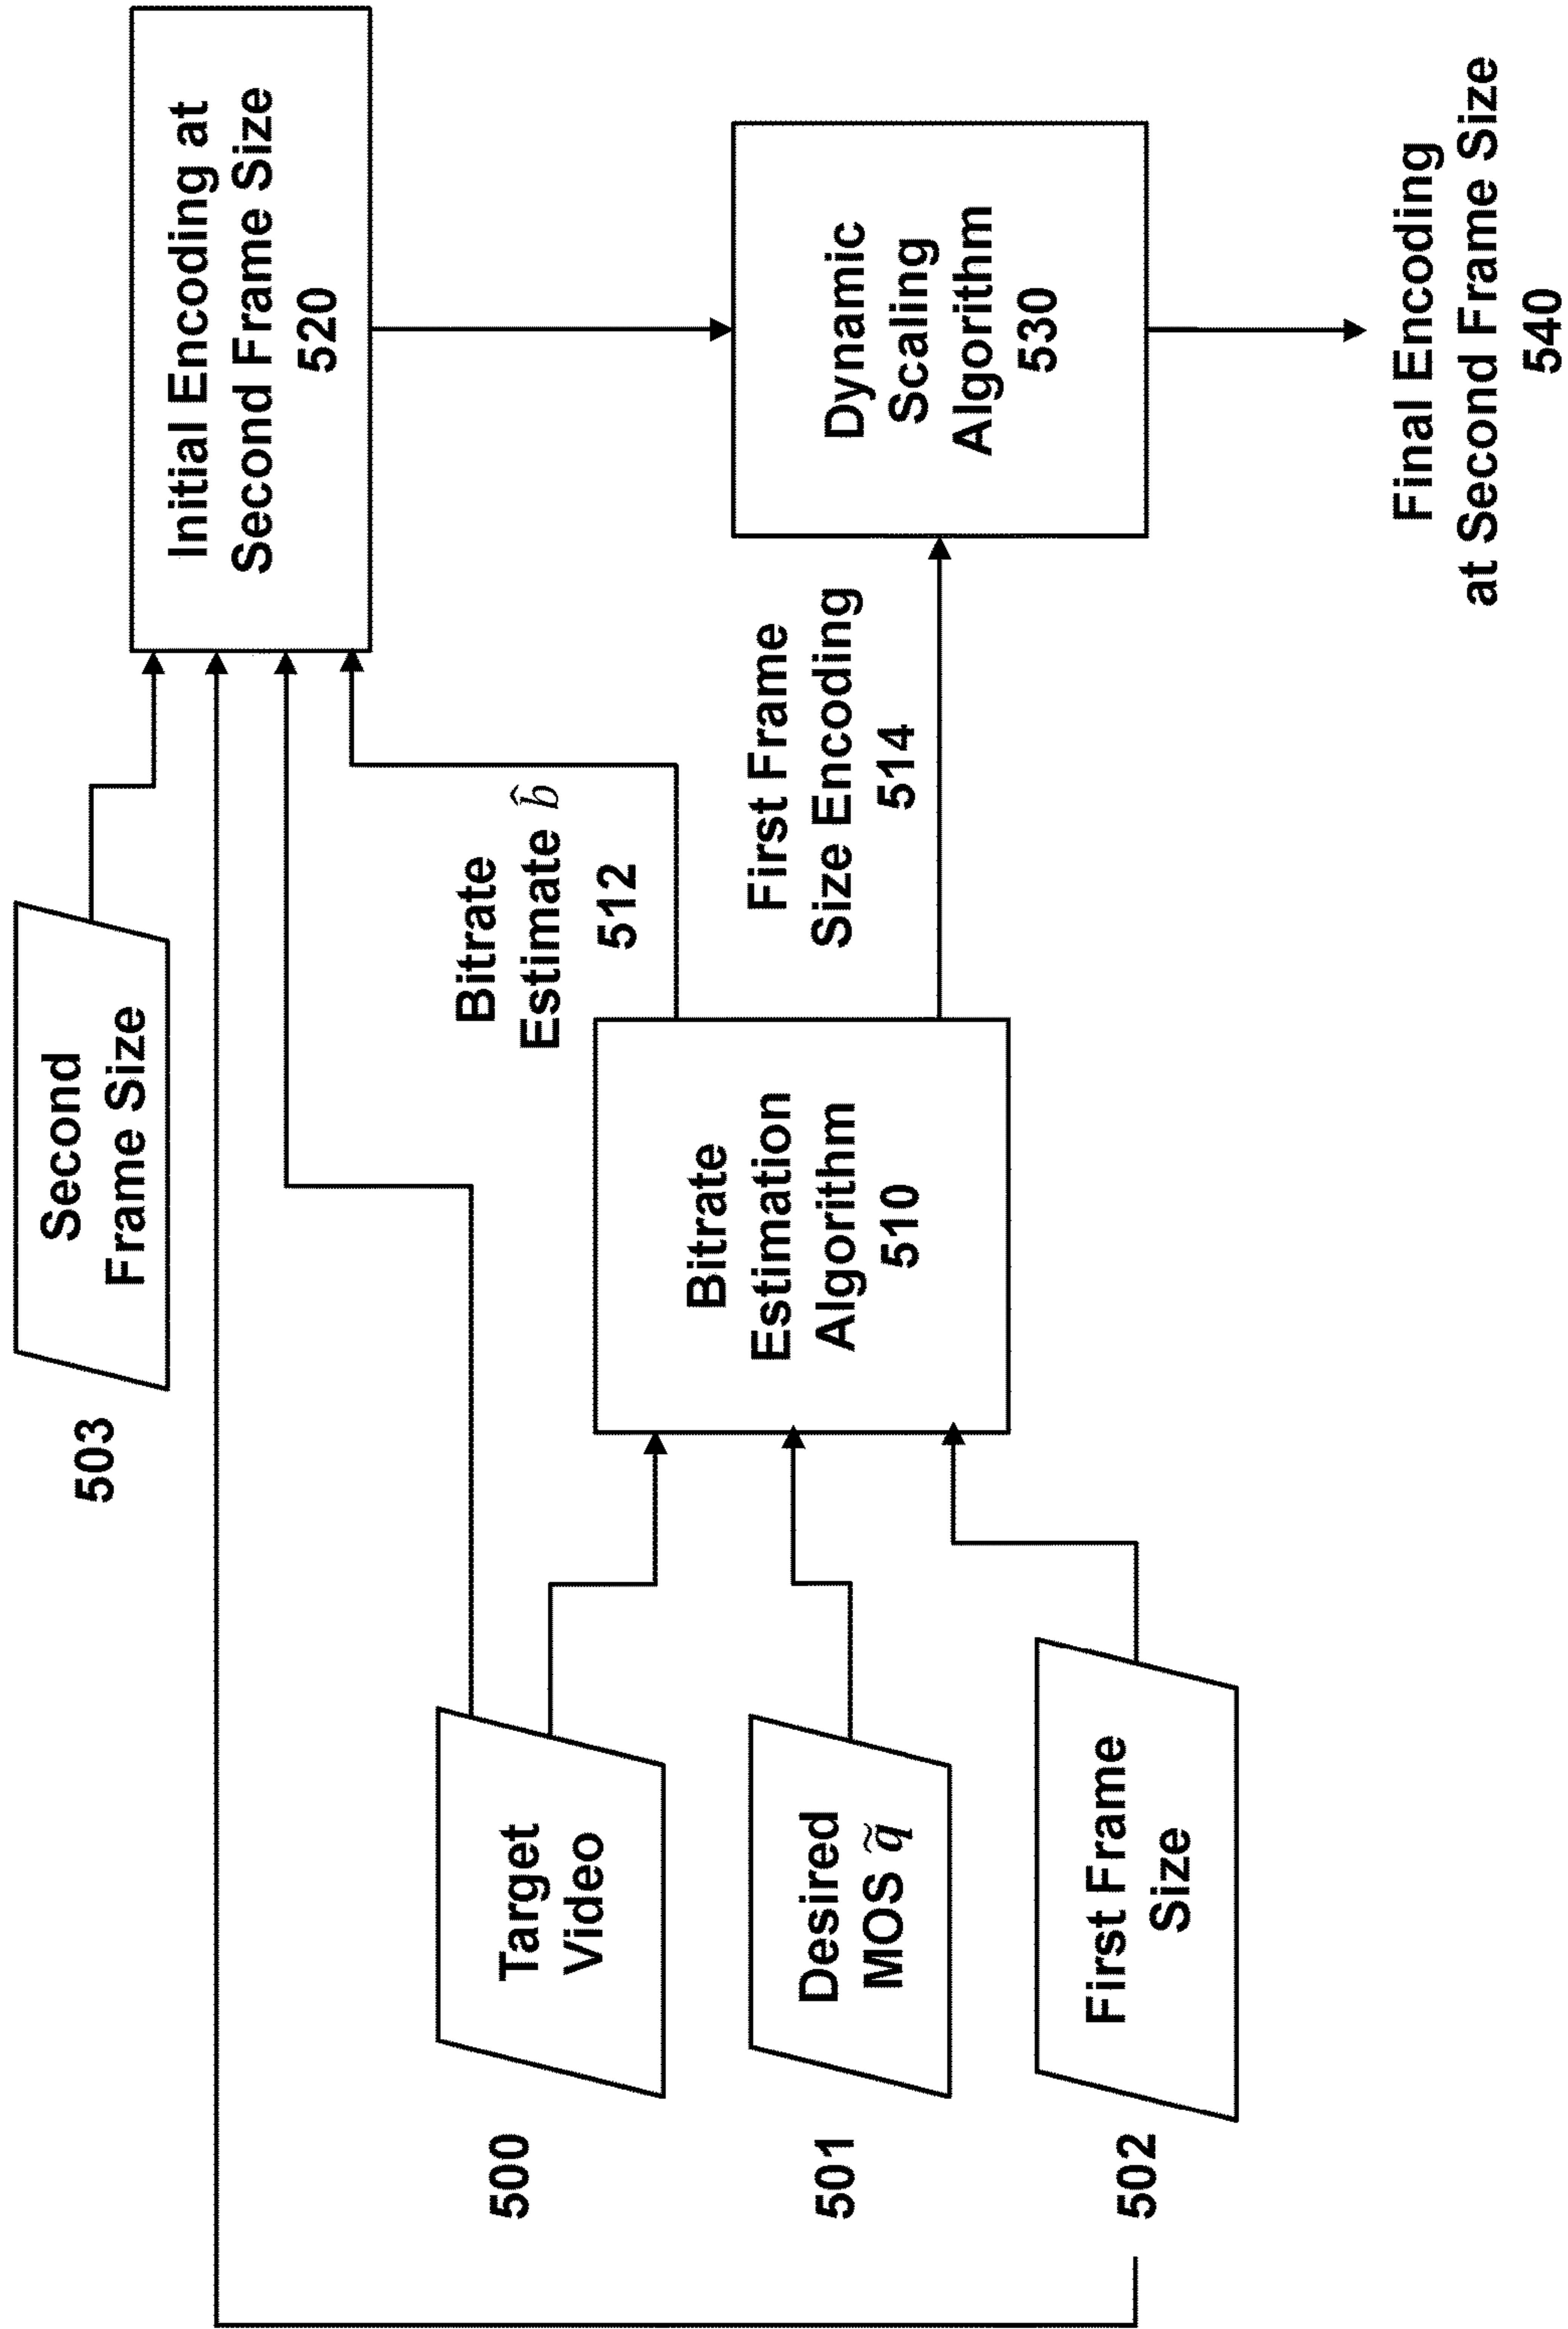 503
Second
Frame Size
Initial Encoding at
Second Frame Size
520
500
Target
Video
501
Desired
MOS q̃
502
First Frame
Size
Bitrate
Estimation
Algorithm
510
Bitrate
Estimate b̂
512
First Frame
Size Encoding
514
Dynamic
Scaling
Algorithm
530
Final Encoding
at Second Frame Size
540